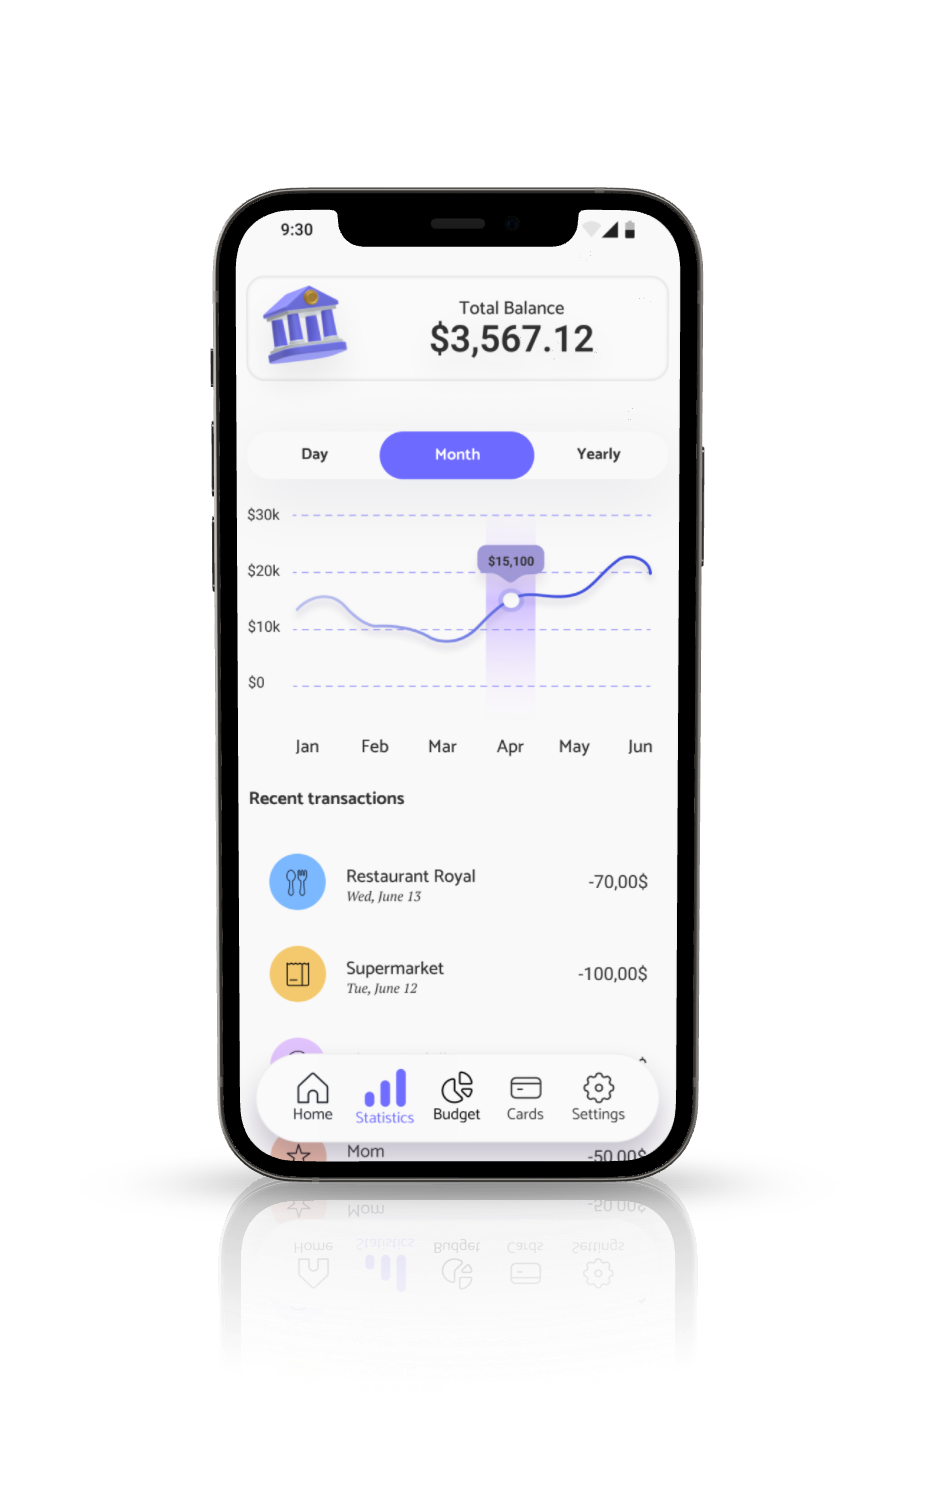 9:30
Total Balance
$3,567.12
Day Month Yearly
$30k
$15,100
$20k
$10k
$0
Jan Feb Mar Apr May Jun
Recent transactions
Restaurant Royal
-70,00$
Wed, June 13
Supermarket
-100,00$
Tue, June 12
$
Home Statistics Budget Cards Settings
Mom
-50,00$